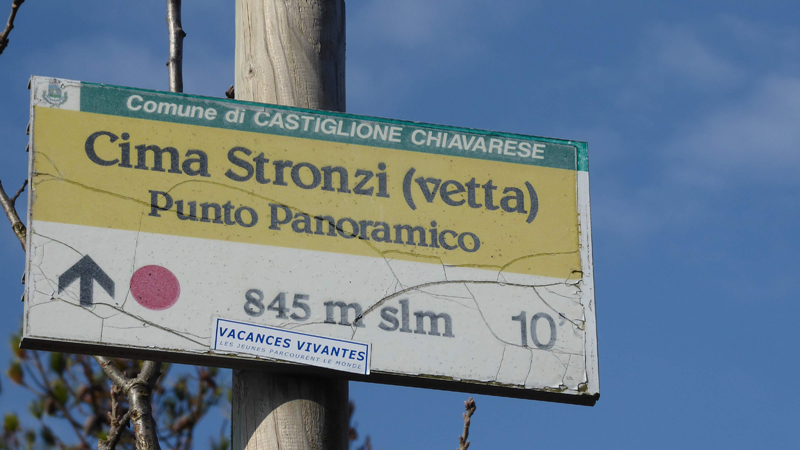 Comune di CASTIGLIONE CHIAVARESE
Cima Stronzi (vetta)
Punto Panoramico
845 m slm 10'
VACANCES VIVANTES
LES JEUNES PARCOURENT LE MONDE